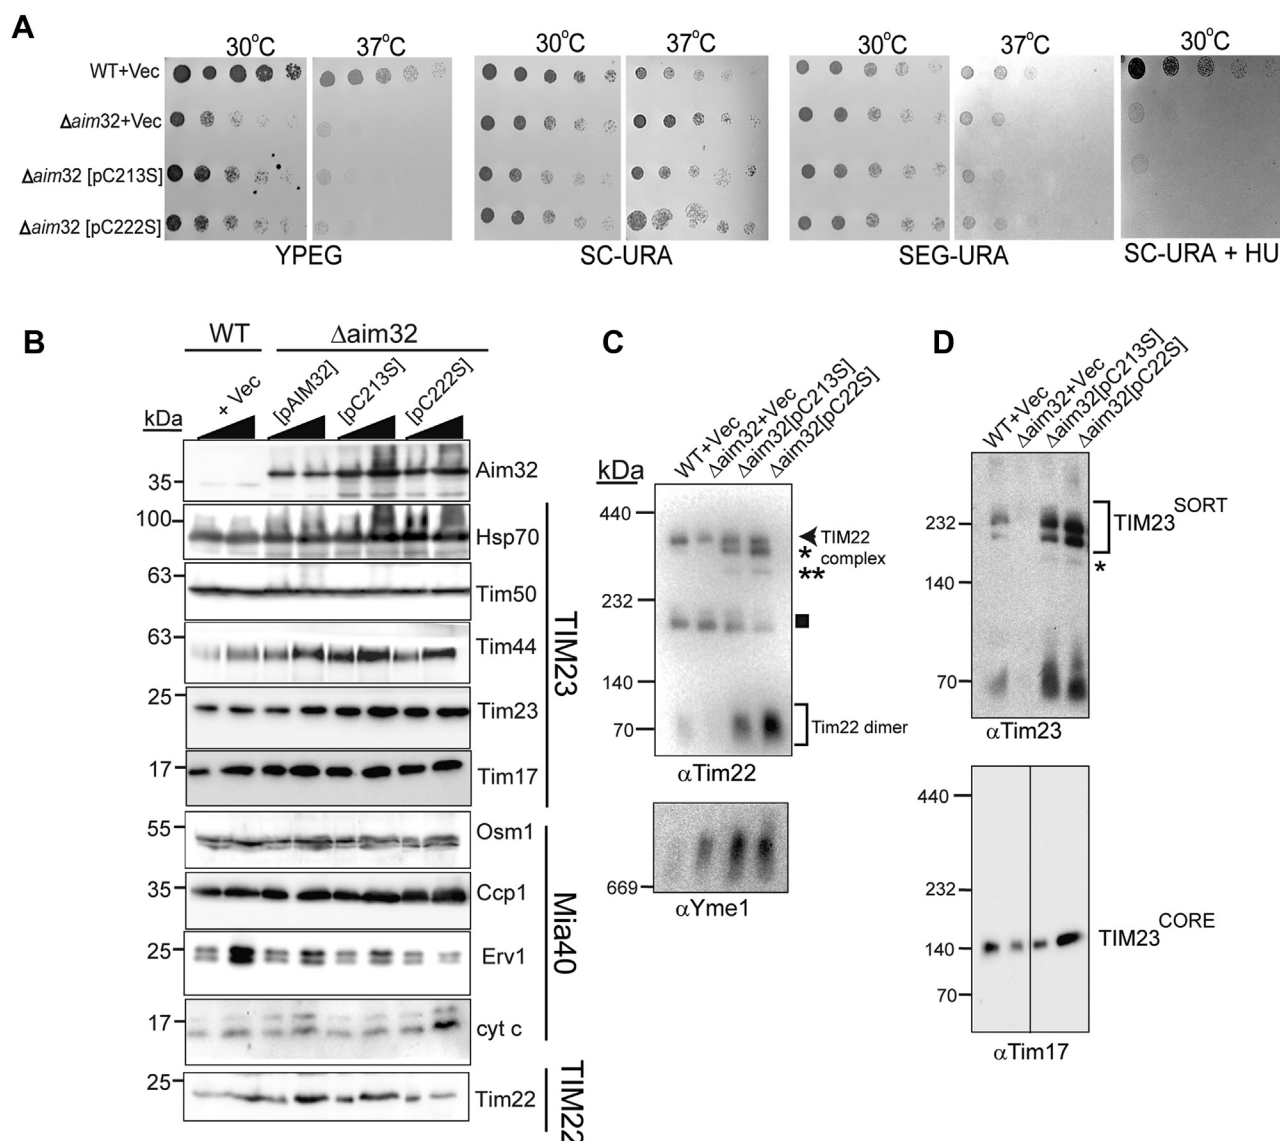 A
30°C 37°C 30°C 37°C 30°C 37°C 30°C
WT+Vec
Δaim32+Vec
Δaim32 [pC213S]
Δaim32 [pC222S]
YPEG SC-URA SEG-URA SC-URA + HU
B
WT Δaim32
+ Vec [pAIM32] [pC213S] [pC222S]
kDa
35 Aim32
100 Hsp70
63 Tim50
63 Tim44
25 Tim23
17 Tim17
TIM23
55 Osm1
35 Ccp1
25 Erv1
17 cyt c
Mia40
25 Tim22
TIM22
C
WT+Vec Δaim32+Vec Δaim32[pC213S] Δaim32[pC22S]
kDa
440
TIM22
* complex
**
232
140
70 Tim22 dimer
αTim22
669
αYme1
D
WT+Vec Δaim32+Vec Δaim32[pC213S] Δaim32[pC22S]
232 TIM23SORT
*
140
70
αTim23
440
232
140 TIM23CORE
70
αTim17